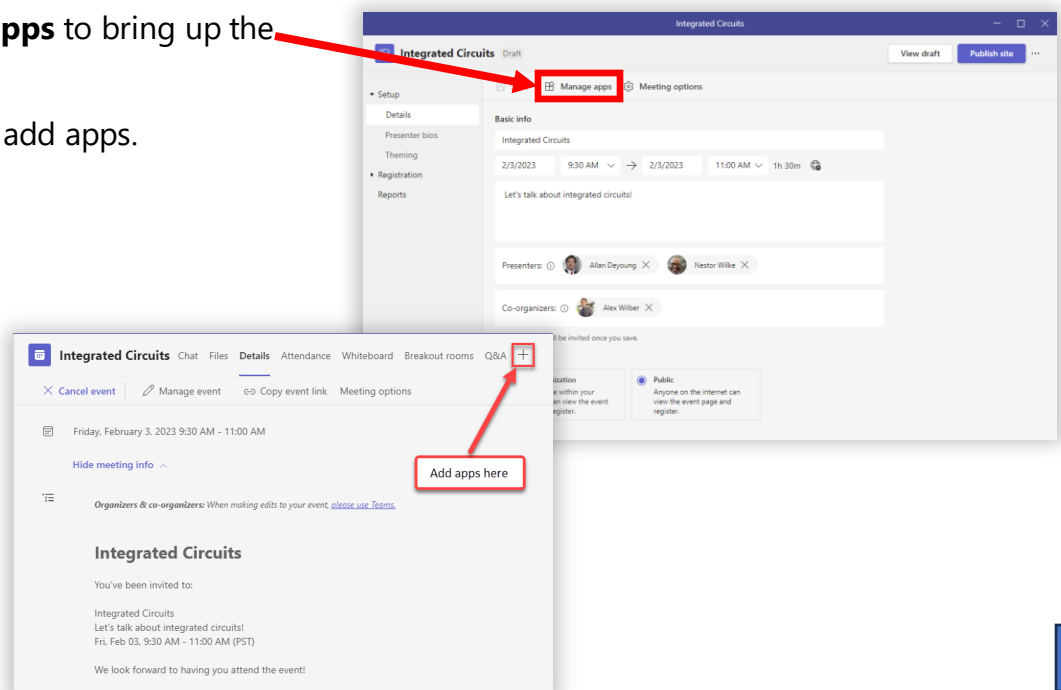 pps to bring up the
add apps.
Integrated Circuits
Integrated Circuits Draft
View draft
Publish site
Manage apps
Meeting options
Setup
Details
Presenter bios
Theming
Registration
Reports
Basic info
Integrated Circuits
2/3/2023 9:30 AM → 2/3/2023 11:00 AM 1h 30m
Let's talk about integrated circuits!
Presenters: Allan Deyoung Nestor Wilke
Co-organizers: Alex Wilber
l be invited once you save.
ization
e within your
an view the event
egister.
Public
Anyone on the internet can
view the event page and
register.
Integrated Circuits Chat Files Details Attendance Whiteboard Breakout rooms Q&A +
Cancel event Manage event Copy event link Meeting options
Friday, February 3, 2023 9:30 AM - 11:00 AM
Hide meeting info
Add apps here
Organizers & co-organizers: When making edits to your event, please use Teams.
Integrated Circuits
You've been invited to:
Integrated Circuits
Let's talk about integrated circuits!
Fri, Feb 03, 9:30 AM - 11:00 AM (PST)
We look forward to having you attend the event!